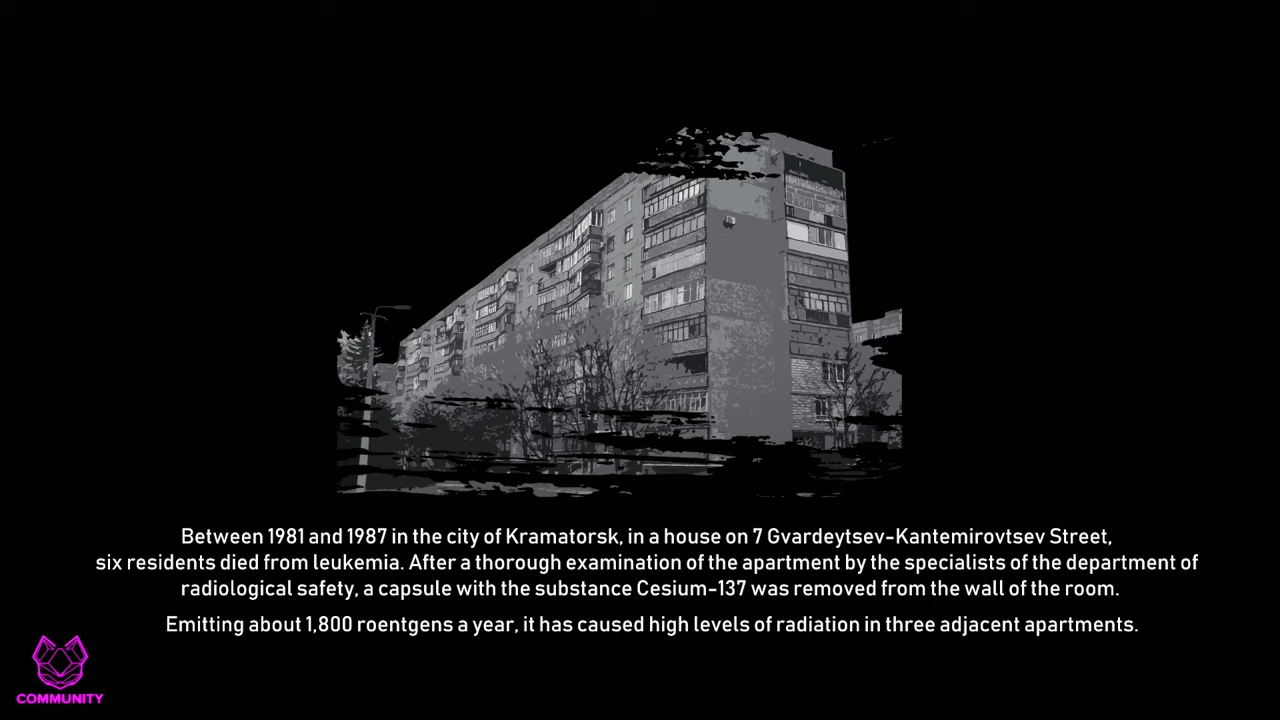 Between 1981 and 1987 in the city of Kramatorsk, in a house on 7 Gvardeytsev-Kantemirovtsev Street,
six residents died from leukemia. After a thorough examination of the apartment by the specialists of the department of
radiological safety, a capsule with the substance Cesium-137 was removed from the wall of the room.
Emitting about 1,800 roentgens a year, it has caused high levels of radiation in three adjacent apartments.
COMMUNITY